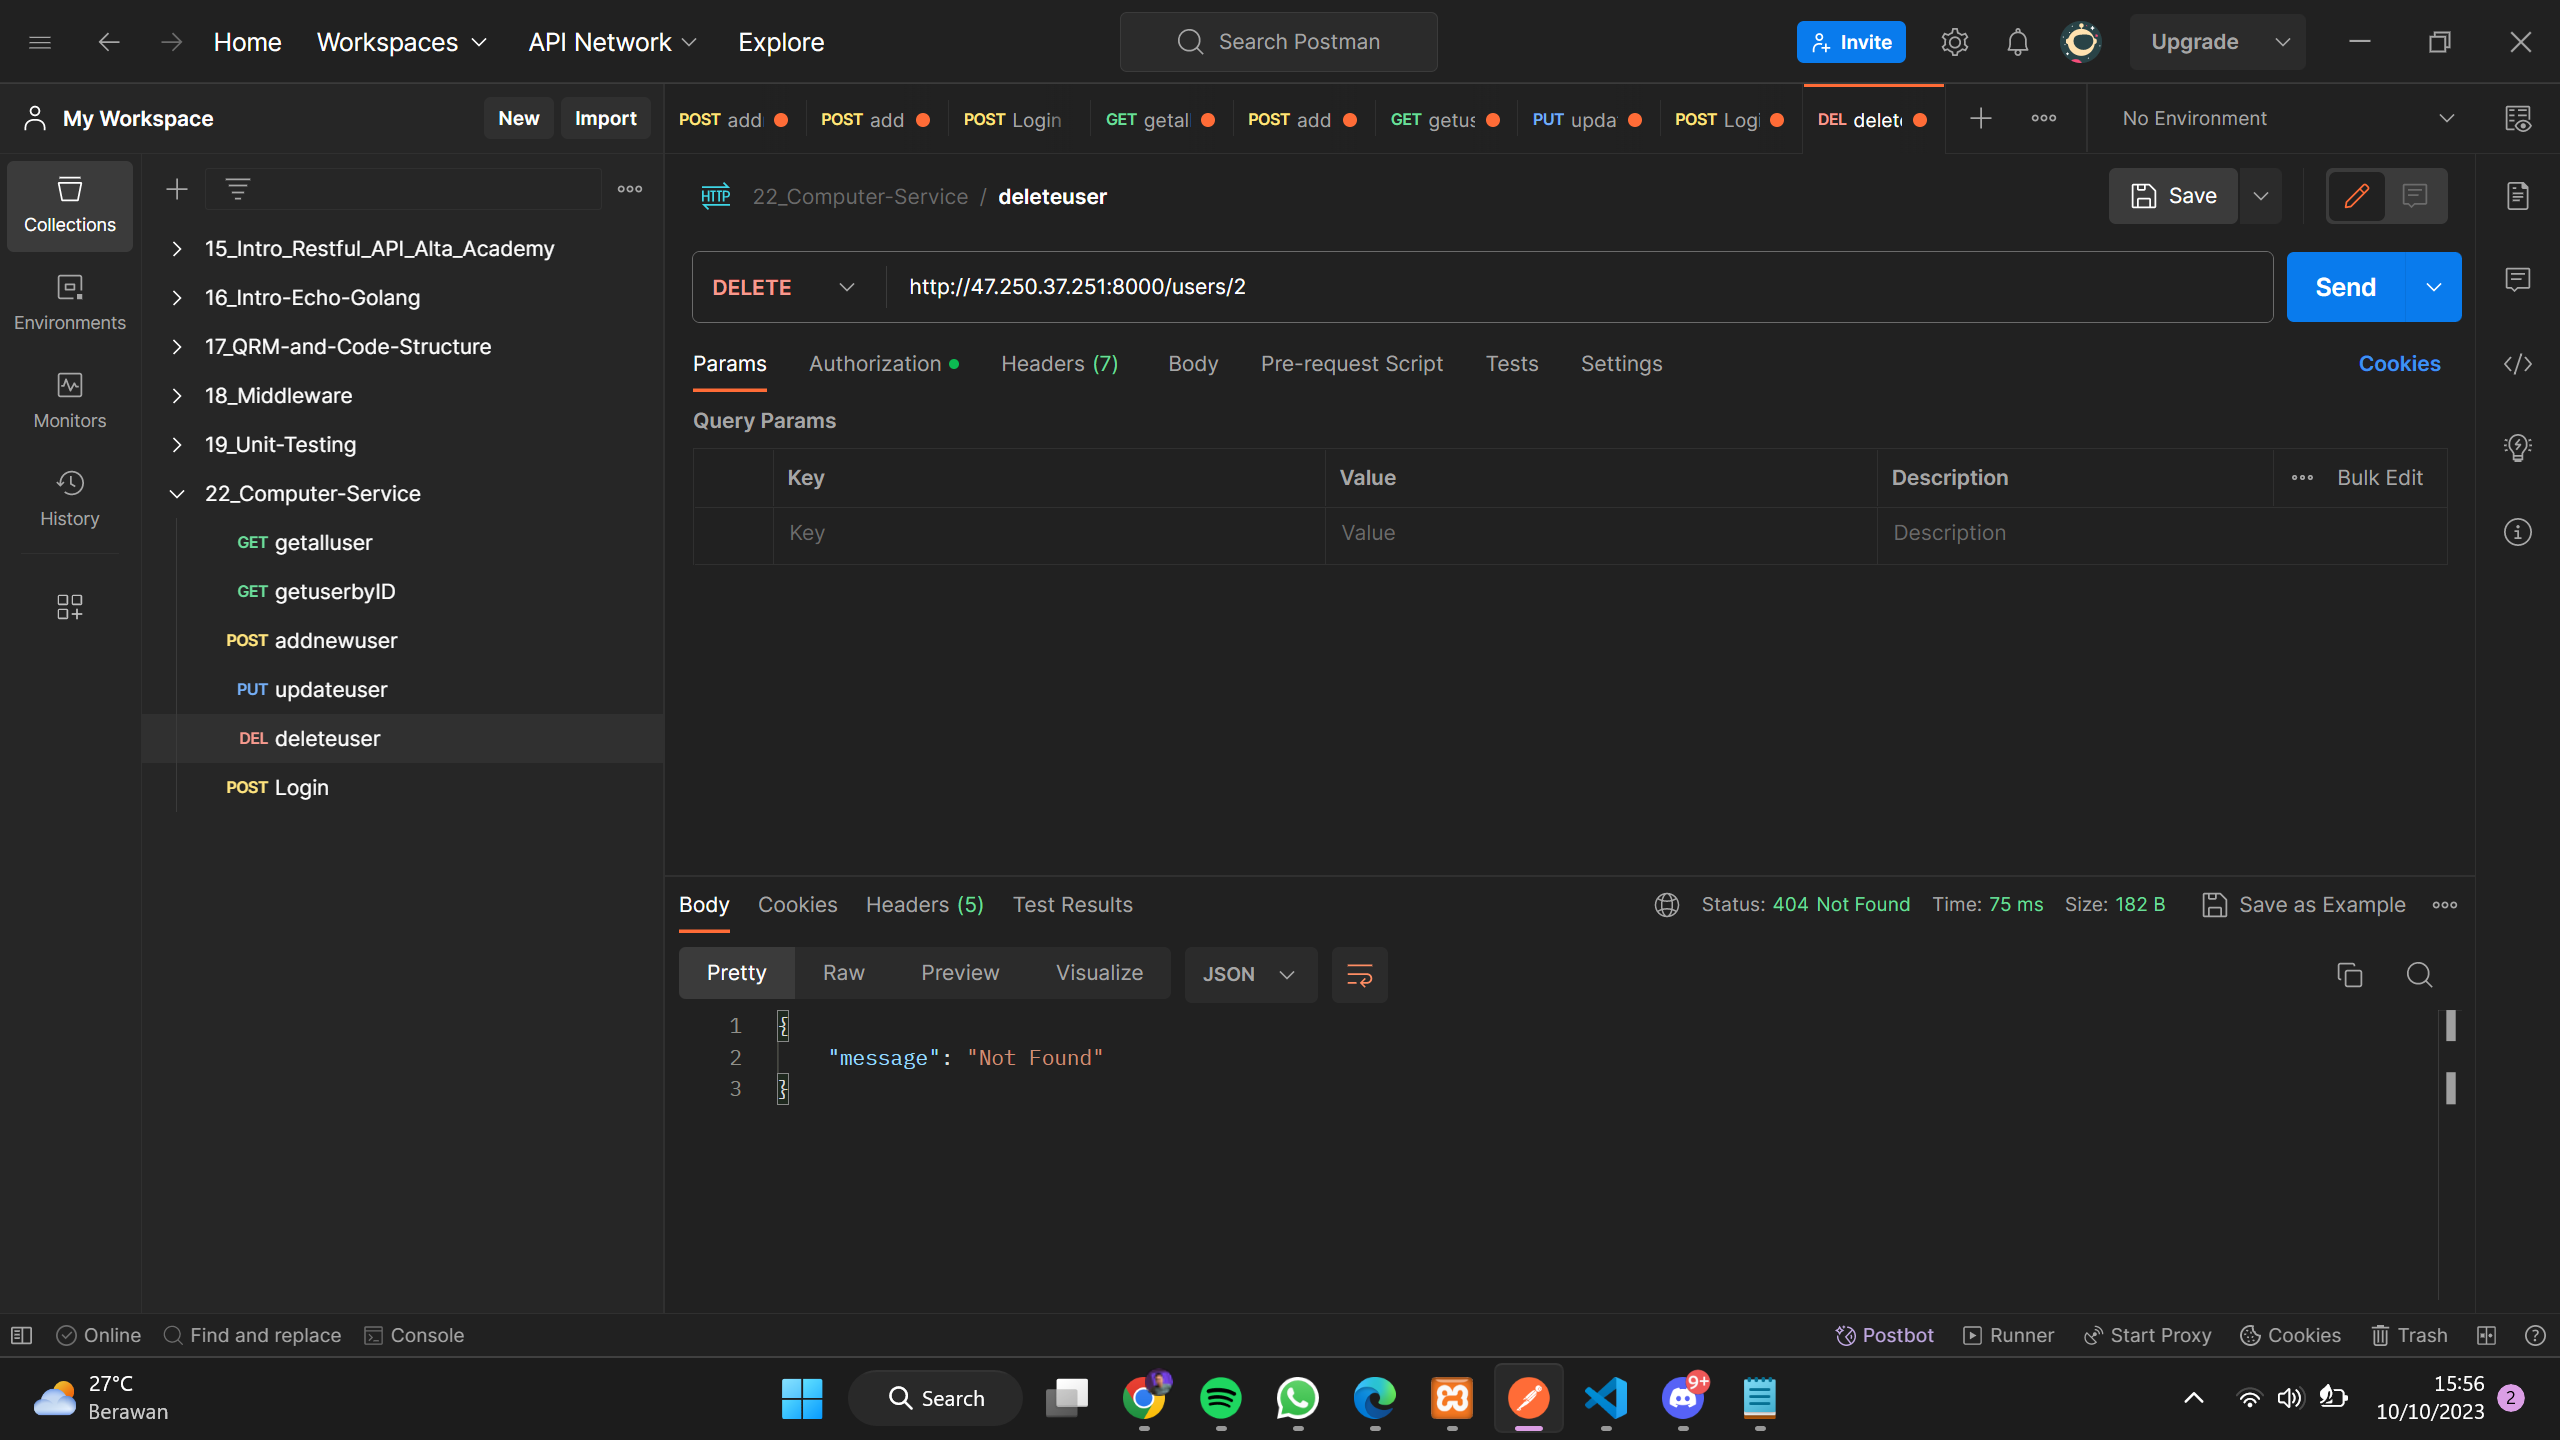 Home Workspaces API Network Explore Search Postman Invite Upgrade
My Workspace New Import
POST add POST add POST Login GET getal POST add GET getus PUT upda POST Logi DEL delete No Environment
Collections
Environments
Monitors
History
15_Intro_Restful_API_Alta_Academy
16_Intro-Echo-Golang
17_QRM-and-Code-Structure
18_Middleware
19_Unit-Testing
22_Computer-Service
GET getalluser
GET getuserbyID
POST addnewuser
PUT updateuser
DEL deleteuser
POST Login
HTTP 22_Computer-Service / deleteuser Save
DELETE http://47.250.37.251:8000/users/2 Send
Params Authorization Headers (7) Body Pre-request Script Tests Settings Cookies
Query Params
Key Value Description Bulk Edit
Key Value Description
Body Cookies Headers (5) Test Results Status: 404 Not Found Time: 75 ms Size: 182 B Save as Example
Pretty Raw Preview Visualize JSON
1 {
2 "message": "Not Found"
3 }
Online Find and replace Console Postbot Runner Start Proxy Cookies Trash
27°C
Berawan
Search
9+
15:56
10/10/2023
2